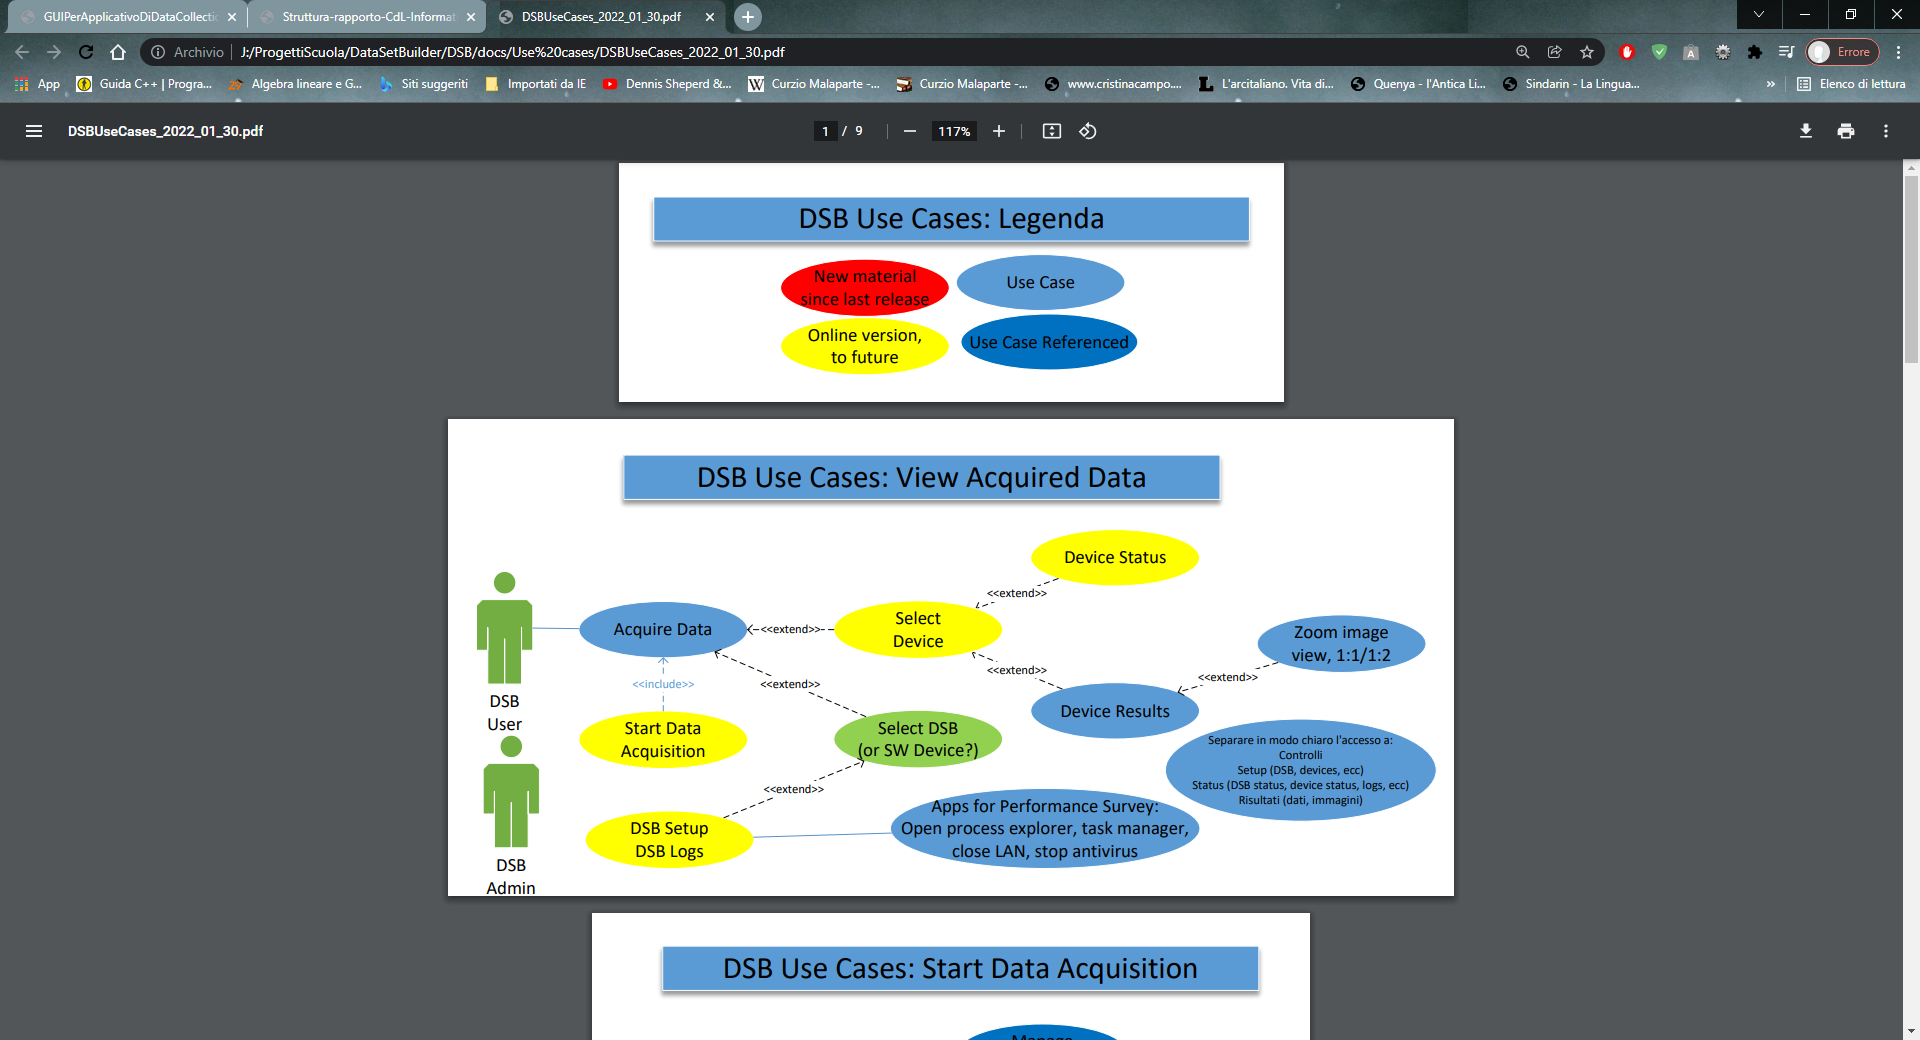 GUIPerApplicativoDiDataCollecti
Struttura-rapporto-CdL-Informat
DSBUseCases_2022_01_30.pdf
Archivio
J:/ProgettiScuola/DataSetBuilder/DSB/docs/Use%20cases/DSBUseCases_2022_01_30.pdf
Errore
App
Guida C++ | Progra...
Algebra lineare e G...
Siti suggeriti
Importati da IE
Dennis Sheperd &...
Curzio Malaparte -...
Curzio Malaparte -...
www.cristinacampo....
L'arcitaliano. Vita di...
Quenya - l'Antica Li...
Sindarin - La Lingua...
»
Elenco di lettura
DSBUseCases_2022_01_30.pdf
1 / 9
117%
DSB Use Cases: Legenda
New material
since last release
Use Case
Online version,
to future
Use Case Referenced
DSB Use Cases: View Acquired Data
Device Status
<<extend>>
Select
Device
Acquire Data
<<extend>>
Zoom image
view, 1:1/1:2
<<extend>>
<<extend>>
<<include>>
<<extend>>
DSB
User
Device Results
Start Data
Acquisition
Select DSB
(or SW Device?)
Separare in modo chiaro l'accesso a:
Controlli
Setup (DSB, devices, ecc)
Status (DSB status, device status, logs, ecc)
Risultati (dati, immagini)
<<extend>>
Apps for Performance Survey:
Open process explorer, task manager,
close LAN, stop antivirus
DSB Setup
DSB Logs
DSB
Admin
DSB Use Cases: Start Data Acquisition
Manage